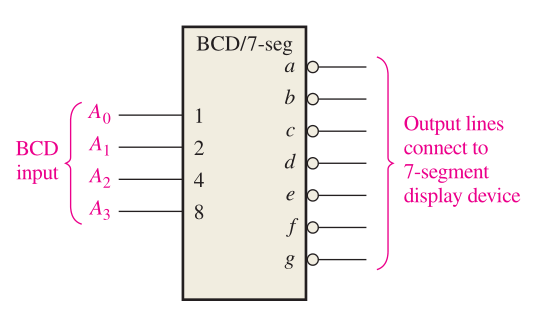 BCD/7-seg
a
b
c
d
e
f
g
A0
A1
A2
A3
1
2
4
8
BCD
input
Output lines
connect to
7-segment
display device